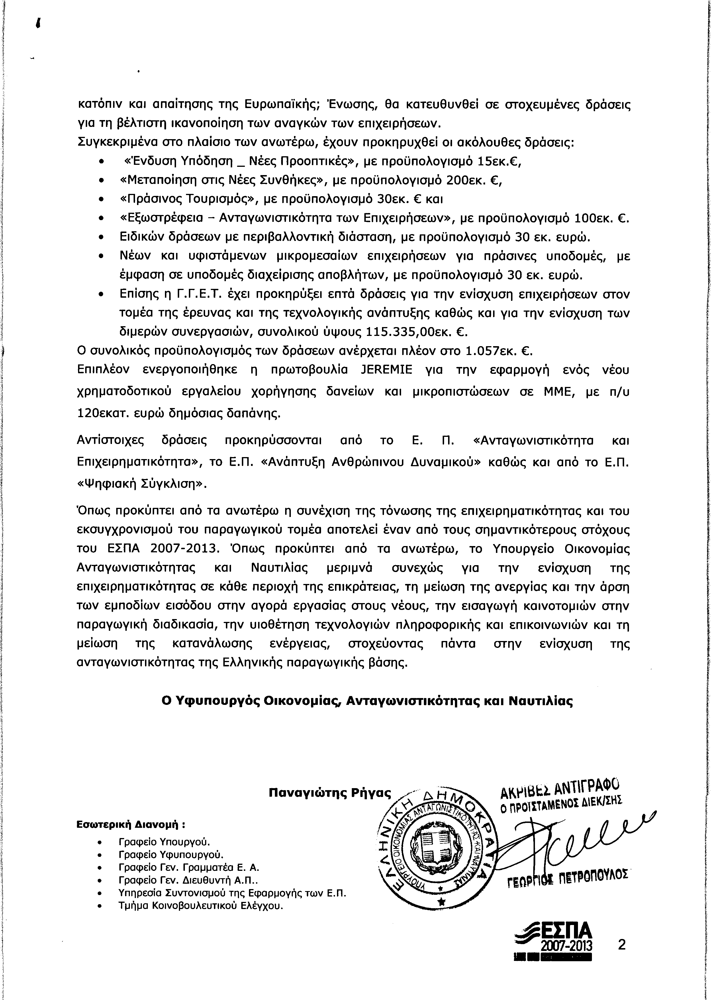 κατόπιν και απαίτησης της Ευρωπαϊκής; Ένωσης, θα κατευθυνθεί σε στοχευμένες δράσεις
για τη βέλτιστη ικανοποίηση των αναγκών των επιχειρήσεων.
Συγκεκριμένα στο πλαίσιο των ανωτέρω, έχουν προκηρυχθεί οι ακόλουθες δράσεις:
• «Ένδυση Υπόδηση _ Νέες Προοπτικές», με προϋπολογισμό 15εκ.€,
• «Μεταποίηση στις Νέες Συνθήκες», με προϋπολογισμό 200εκ. €,
• «Πράσινος Τουρισμός», με προϋπολογισμό 30εκ. € και
• «Εξωστρέφεια – Ανταγωνιστικότητα των Επιχειρήσεων», με προϋπολογισμό 100εκ. €.
• Ειδικών δράσεων με περιβαλλοντική διάσταση, με προϋπολογισμό 30 εκ. ευρώ.
• Νέων και υφιστάμενων μικρομεσαίων επιχειρήσεων για πράσινες υποδομές, με
έμφαση σε υποδομές διαχείρισης αποβλήτων, με προϋπολογισμό 30 εκ. ευρώ.
• Επίσης η Γ.Γ.Ε.Τ. έχει προκηρύξει επτά δράσεις για την ενίσχυση επιχειρήσεων στον
τομέα της έρευνας και της τεχνολογικής ανάπτυξης καθώς και για την ενίσχυση των
διμερών συνεργασιών, συνολικού ύψους 115.335,00εκ. €.
Ο συνολικός προϋπολογισμός των δράσεων ανέρχεται πλέον στο 1.057εκ. €.
Επιπλέον ενεργοποιήθηκε η πρωτοβουλία JEREMIE για την εφαρμογή ενός νέου
χρηματοδοτικού εργαλείου χορήγησης δανείων και μικροπιστώσεων σε ΜΜΕ, με π/υ
120εκατ. ευρώ δημόσιας δαπάνης.
Αντίστοιχες δράσεις προκηρύσσονται από το Ε. Π. «Ανταγωνιστικότητα και
Επιχειρηματικότητα», το Ε.Π. «Ανάπτυξη Ανθρώπινου Δυναμικού» καθώς και από το Ε.Π.
«Ψηφιακή Σύγκλιση».
Όπως προκύπτει από τα ανωτέρω η συνέχιση της τόνωσης της επιχειρηματικότητας και του
εκσυγχρονισμού του παραγωγικού τομέα αποτελεί έναν από τους σημαντικότερους στόχους
του ΕΣΠΑ 2007-2013. Όπως προκύπτει από τα ανωτέρω, το Υπουργείο Οικονομίας
Ανταγωνιστικότητας και Ναυτιλίας μεριμνά συνεχώς για την ενίσχυση της
επιχειρηματικότητας σε κάθε περιοχή της επικράτειας, τη μείωση της ανεργίας και την άρση
των εμποδίων εισόδου στην αγορά εργασίας στους νέους, την εισαγωγή καινοτομιών στην
παραγωγική διαδικασία, την υιοθέτηση τεχνολογιών πληροφορικής και επικοινωνιών και τη
μείωση της κατανάλωσης ενέργειας, στοχεύοντας πάντα στην ενίσχυση της
ανταγωνιστικότητας της Ελληνικής παραγωγικής βάσης.
Ο Υφυπουργός Οικονομίας, Ανταγωνιστικότητας και Ναυτιλίας
Παναγιώτης Ρήγας
ΑΚΡΙΒΕΣ ΑΝΤΙΓΡΑΦΟ
Ο ΠΡΟΪΣΤΑΜΕΝΟΣ ΔΙΕΚ/ΣΗΣ
ΓΕΩΡΓΙΟΣ ΠΕΤΡΟΠΟΥΛΟΣ
ΕΛΛΗΝΙΚΗ ΔΗΜΟΚΡΑΤΙΑ
ΥΠΟΥΡΓΕΙΟ ΟΙΚΟΝΟΜΙΑΣ ΑΝΤΑΓΩΝΙΣΤΙΚΟΤΗΤΑΣ ΚΑΙ ΝΑΥΤΙΛΙΑΣ
Εσωτερική Διανομή :
• Γραφείο Υπουργού.
• Γραφείο Υφυπουργού.
• Γραφείο Γεν. Γραμματέα Ε. Α.
• Γραφείο Γεν. Διευθυντή Α.Π..
• Υπηρεσία Συντονισμού της Εφαρμογής των Ε.Π.
• Τμήμα Κοινοβουλευτικού Ελέγχου.
ΕΣΠΑ
2007-2013
2